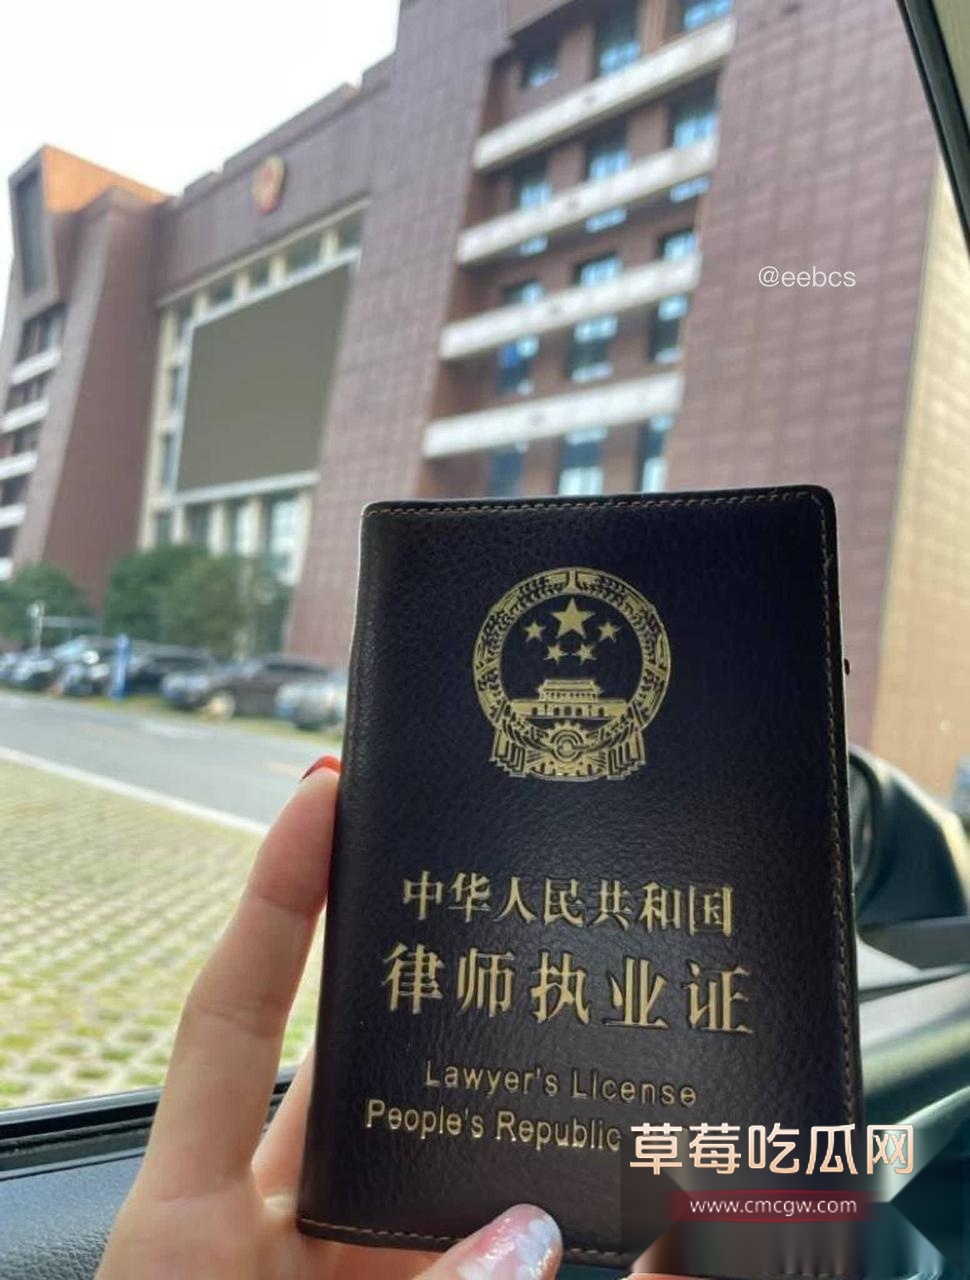 @eebcs
中华人民共和国
律师执业证
Lawyer's License
People's Republic
草莓吃瓜网
www.cmcgw.com